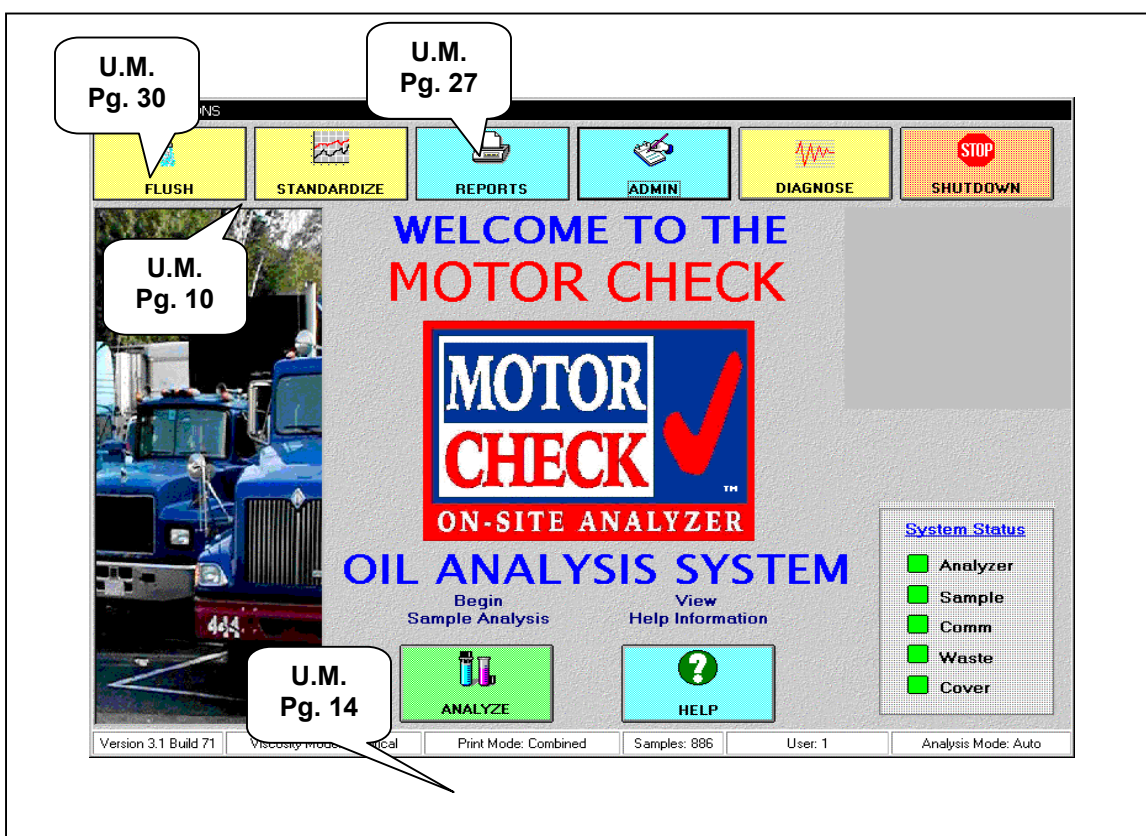 U.M.
Pg. 30
U.M.
Pg. 27
FLUSH
STANDARDIZE
REPORTS
ADMIN
DIAGNOSE
STOP
SHUTDOWN
U.M.
Pg. 10
WELCOME TO THE
MOTOR CHECK
MOTOR
CHECK
TM
ON-SITE ANALYZER
OIL ANALYSIS SYSTEM
Begin
Sample Analysis
View
Help Information
ANALYZE
?
HELP
System Status
Analyzer
Sample
Comm
Waste
Cover
444
U.M.
Pg. 14
Version 3.1 Build 71
Print Mode: Combined
Samples: 886
User: 1
Analysis Mode: Auto